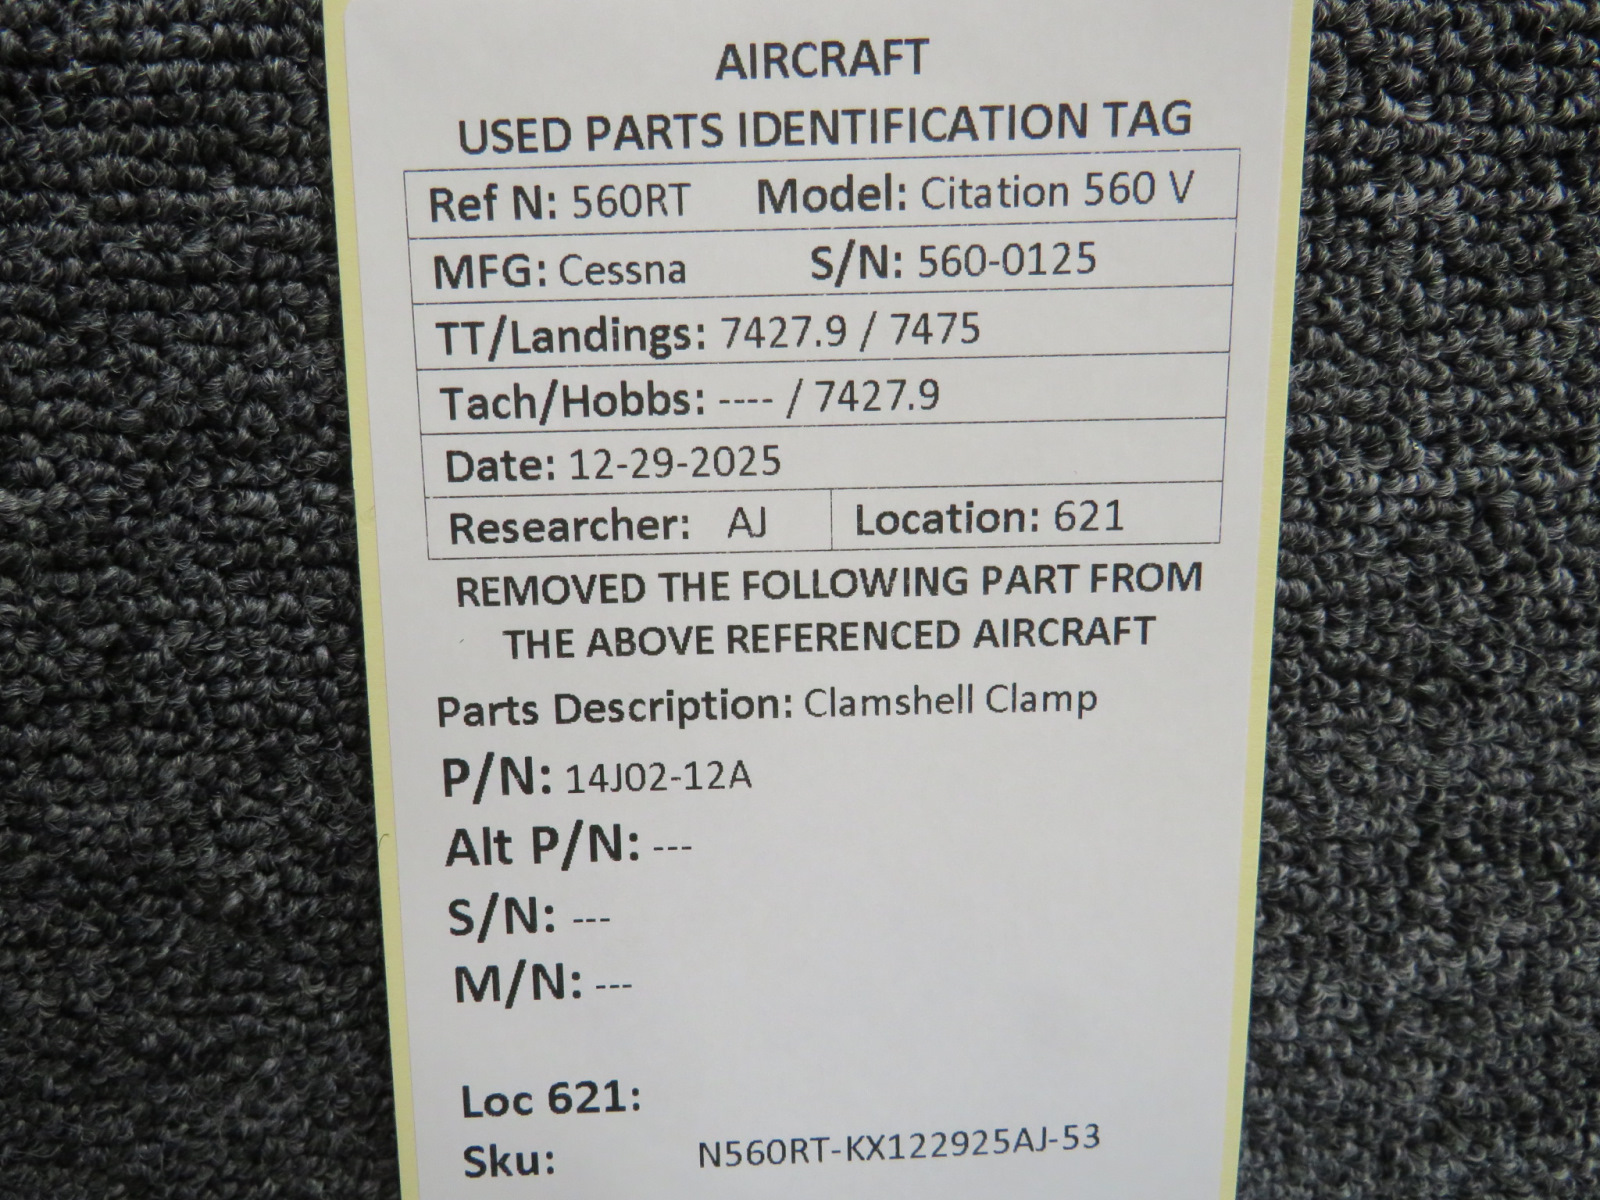 AIRCRAFT
USED PARTS IDENTIFICATION TAG
Ref N: 560RT Model: Citation 560 V
MFG: Cessna S/N: 560-0125
TT/Landings: 7427.9 / 7475
Tach/Hobbs: ---- / 7427.9
Date: 12-29-2025
Researcher: AJ Location: 621
REMOVED THE FOLLOWING PART FROM
THE ABOVE REFERENCED AIRCRAFT
Parts Description: Clamshell Clamp
P/N: 14J02-12A
Alt P/N: ---
S/N: ---
M/N: ---
Loc 621:
Sku: N560RT-KX122925AJ-53